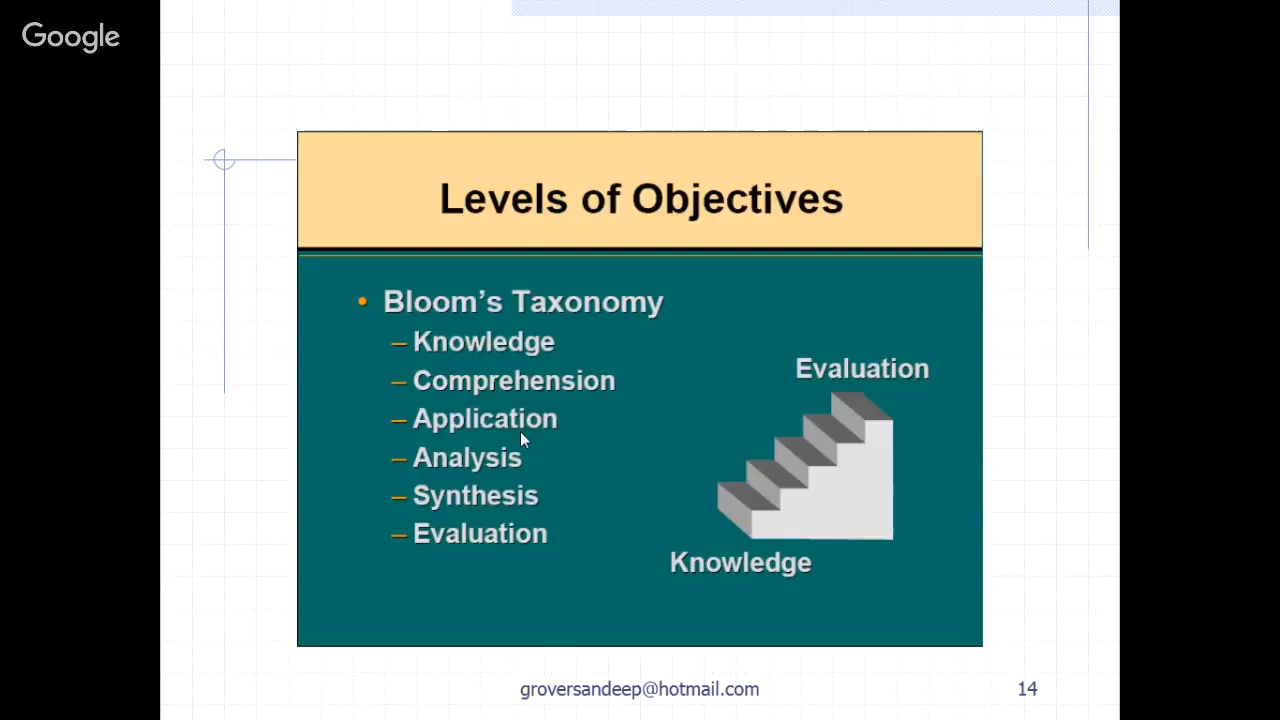 Google
Levels of Objectives
• Bloom's Taxonomy
– Knowledge
– Comprehension
– Application
– Analysis
– Synthesis
– Evaluation
Evaluation
Knowledge
groversandeep@hotmail.com
14